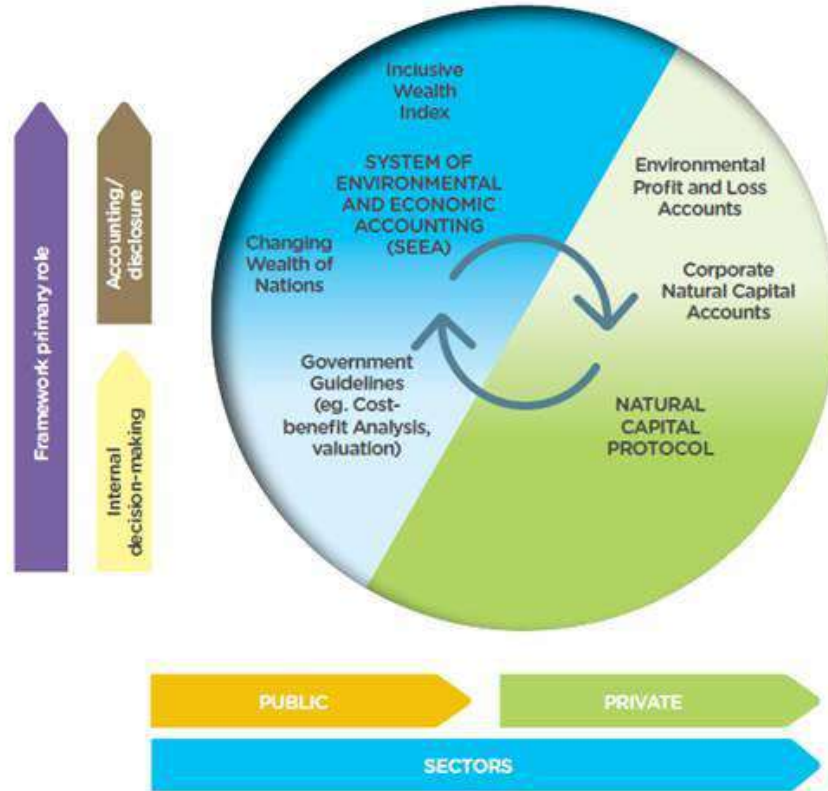 Framework primary role
Accounting/
disclosure
Internal
decision-making
Inclusive
Wealth
Index
SYSTEM OF
ENVIRONMENTAL
AND ECONOMIC
ACCOUNTING
(SEEA)
Changing
Wealth of
Nations
Government
Guidelines
(eg. Cost-
benefit Analysis,
valuation)
Environmental
Profit and Loss
Accounts
Corporate
Natural Capital
Accounts
NATURAL
CAPITAL
PROTOCOL
PUBLIC
PRIVATE
SECTORS